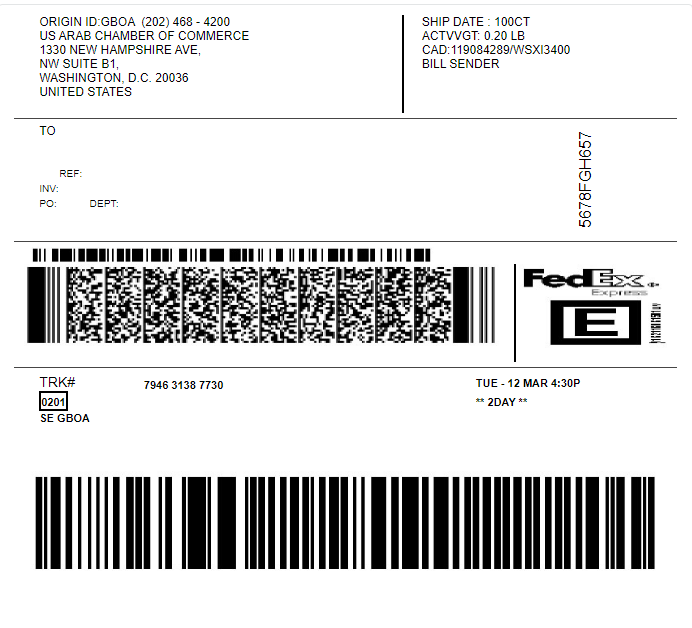 ORIGIN ID:GBOA (202) 468 - 4200
US ARAB CHAMBER OF COMMERCE
1330 NEW HAMPSHIRE AVE,
NW SUITE B1,
WASHINGTON, D.C. 20036
UNITED STATES
SHIP DATE : 100CT
ACTVVGT: 0.20 LB
CAD:119084289/WSXI3400
BILL SENDER
TO
REF:
INV:
PO: DEPT:
5678FGH657
FedEx
Express
E
TRK# 7946 3138 7730
0201
SE GBOA
TUE - 12 MAR 4:30P
** 2DAY **